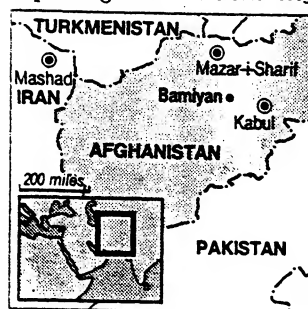 TURKMENISTAN
Mashad
IRAN
Mazar-i-Sharif
Bamiyan
Kabul
AFGHANISTAN
200 miles
PAKISTAN